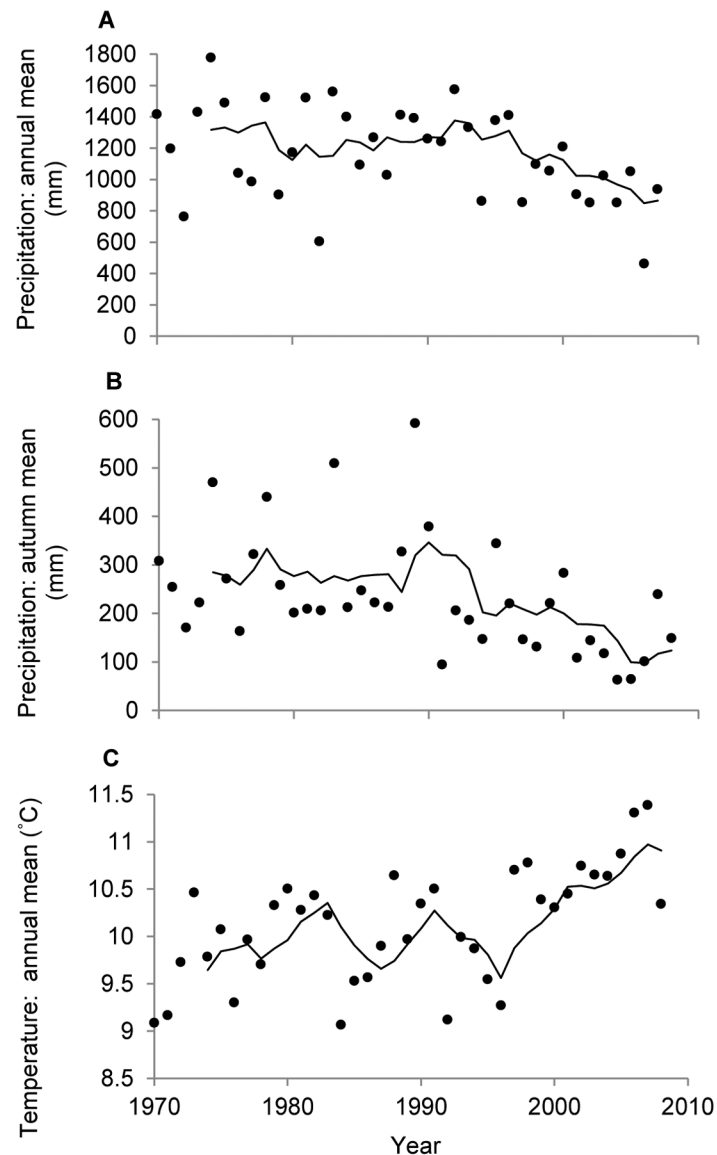 A
Precipitation: annual mean
(mm)
1800
1600
1400
1200
1000
800
600
400
200
0
B
Precipitation: autumn mean
(mm)
600
500
400
300
200
100
0
C
Temperature: annual mean (°C)
11.5
11
10.5
10
9.5
9
8.5
1970 1980 1990 2000 2010
Year